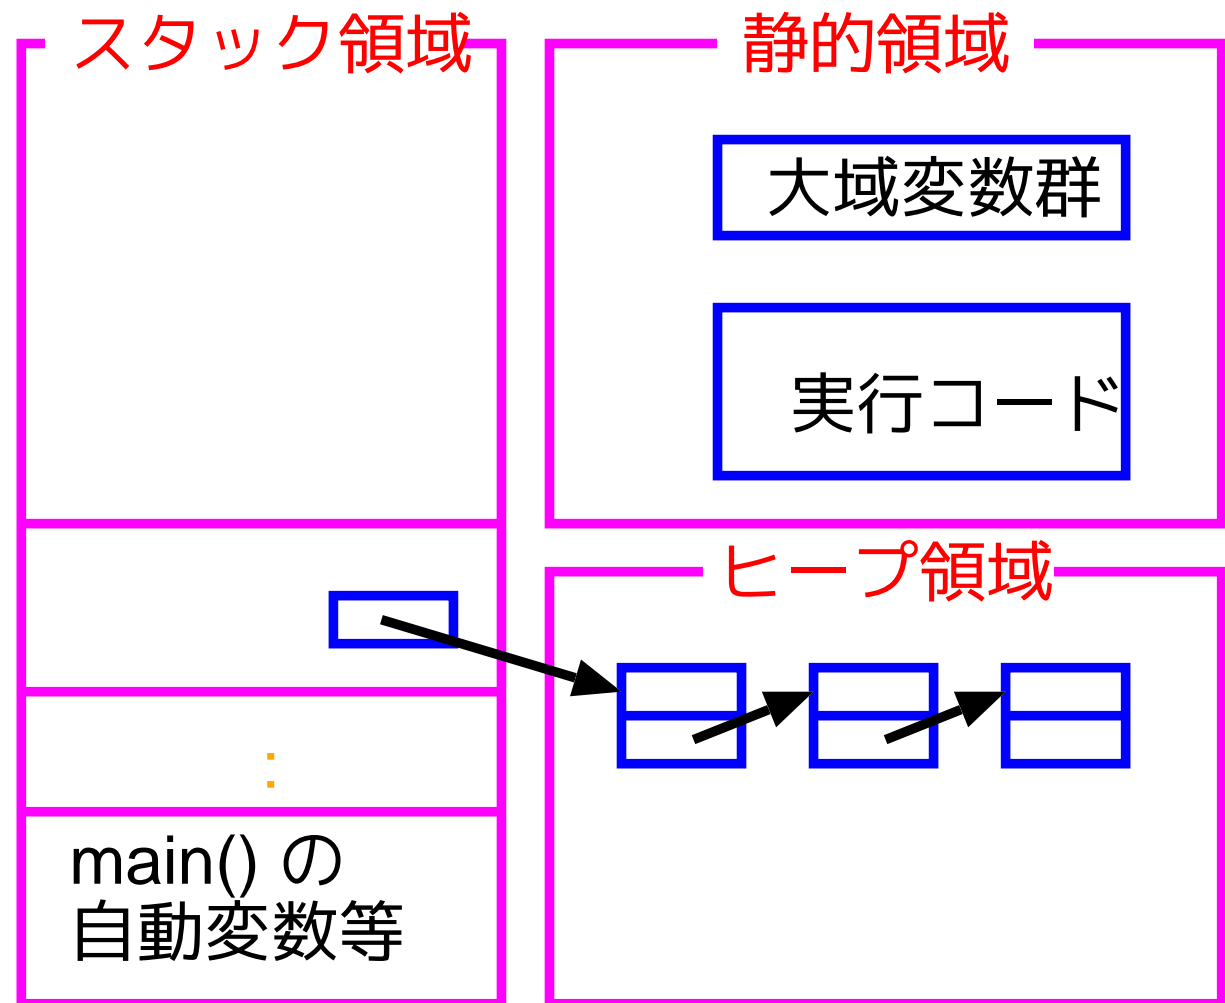 スタック領域
静的領域
大域変数群
実行コード
ヒープ領域
:
main() の
自動変数等